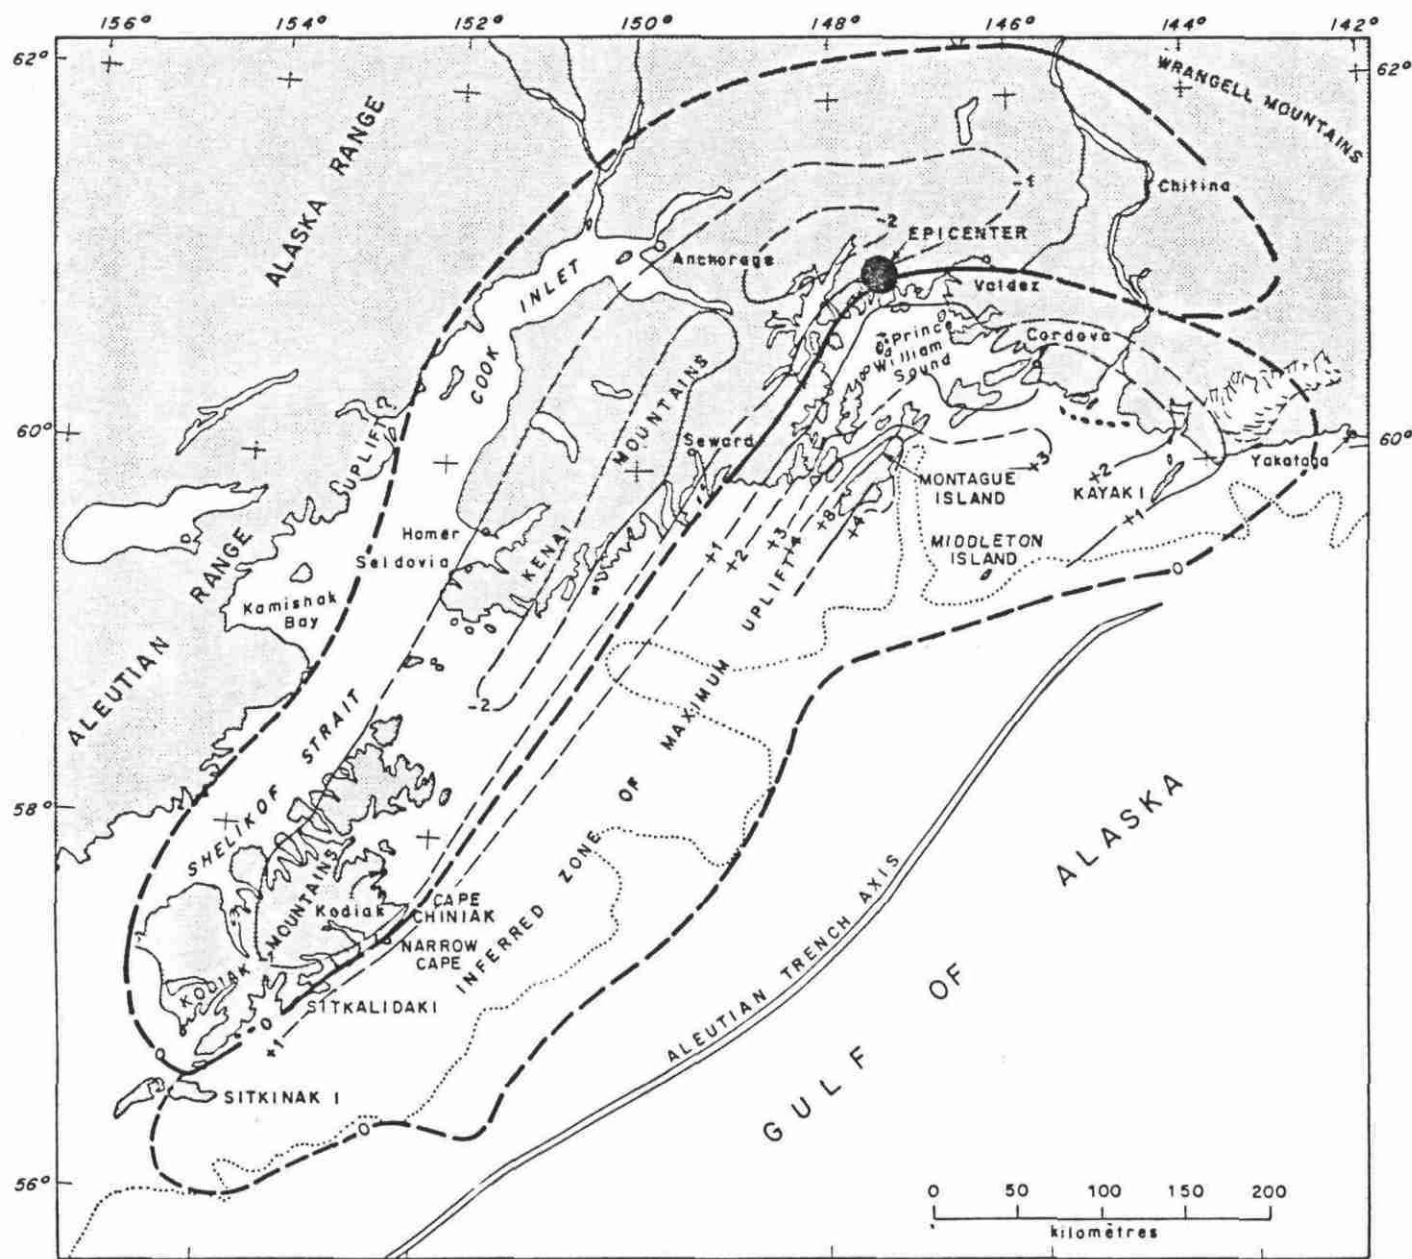 156° 154° 152° 150° 148° 146° 144° 142°
62°
62°
WRANGELL MOUNTAINS
ALASKA RANGE
Chitina
-1
-2
EPICENTER
Anchorage
Valdez
COOK INLET
Prince
William
Sound
Cordova
UPLIFT?
MOUNTAINS
60°
60°
Seward
Yakataga
+3
+2
MONTAGUE
ISLAND
KAYAK I
+1
Homer
Seldovia
KENAI
+1
+2
+3
+4
+8
+4
MIDDLETON
ISLAND
RANGE
Kamishak
Bay
UPLIFT
0
ALEUTIAN
MAXIMUM
-2
STRAIT
58°
SHELIKOF
OF
ZONE
ALASKA
MOUNTAINS
Kodiak
CAPE
CHINIAK
NARROW
CAPE
INFERRED
ALEUTIAN TRENCH AXIS
KODIAK
SITKALIDAK I
OF
0
+1
0
GULF
SITKINAK I
0
56°
0 50 100 150 200
kilomètres